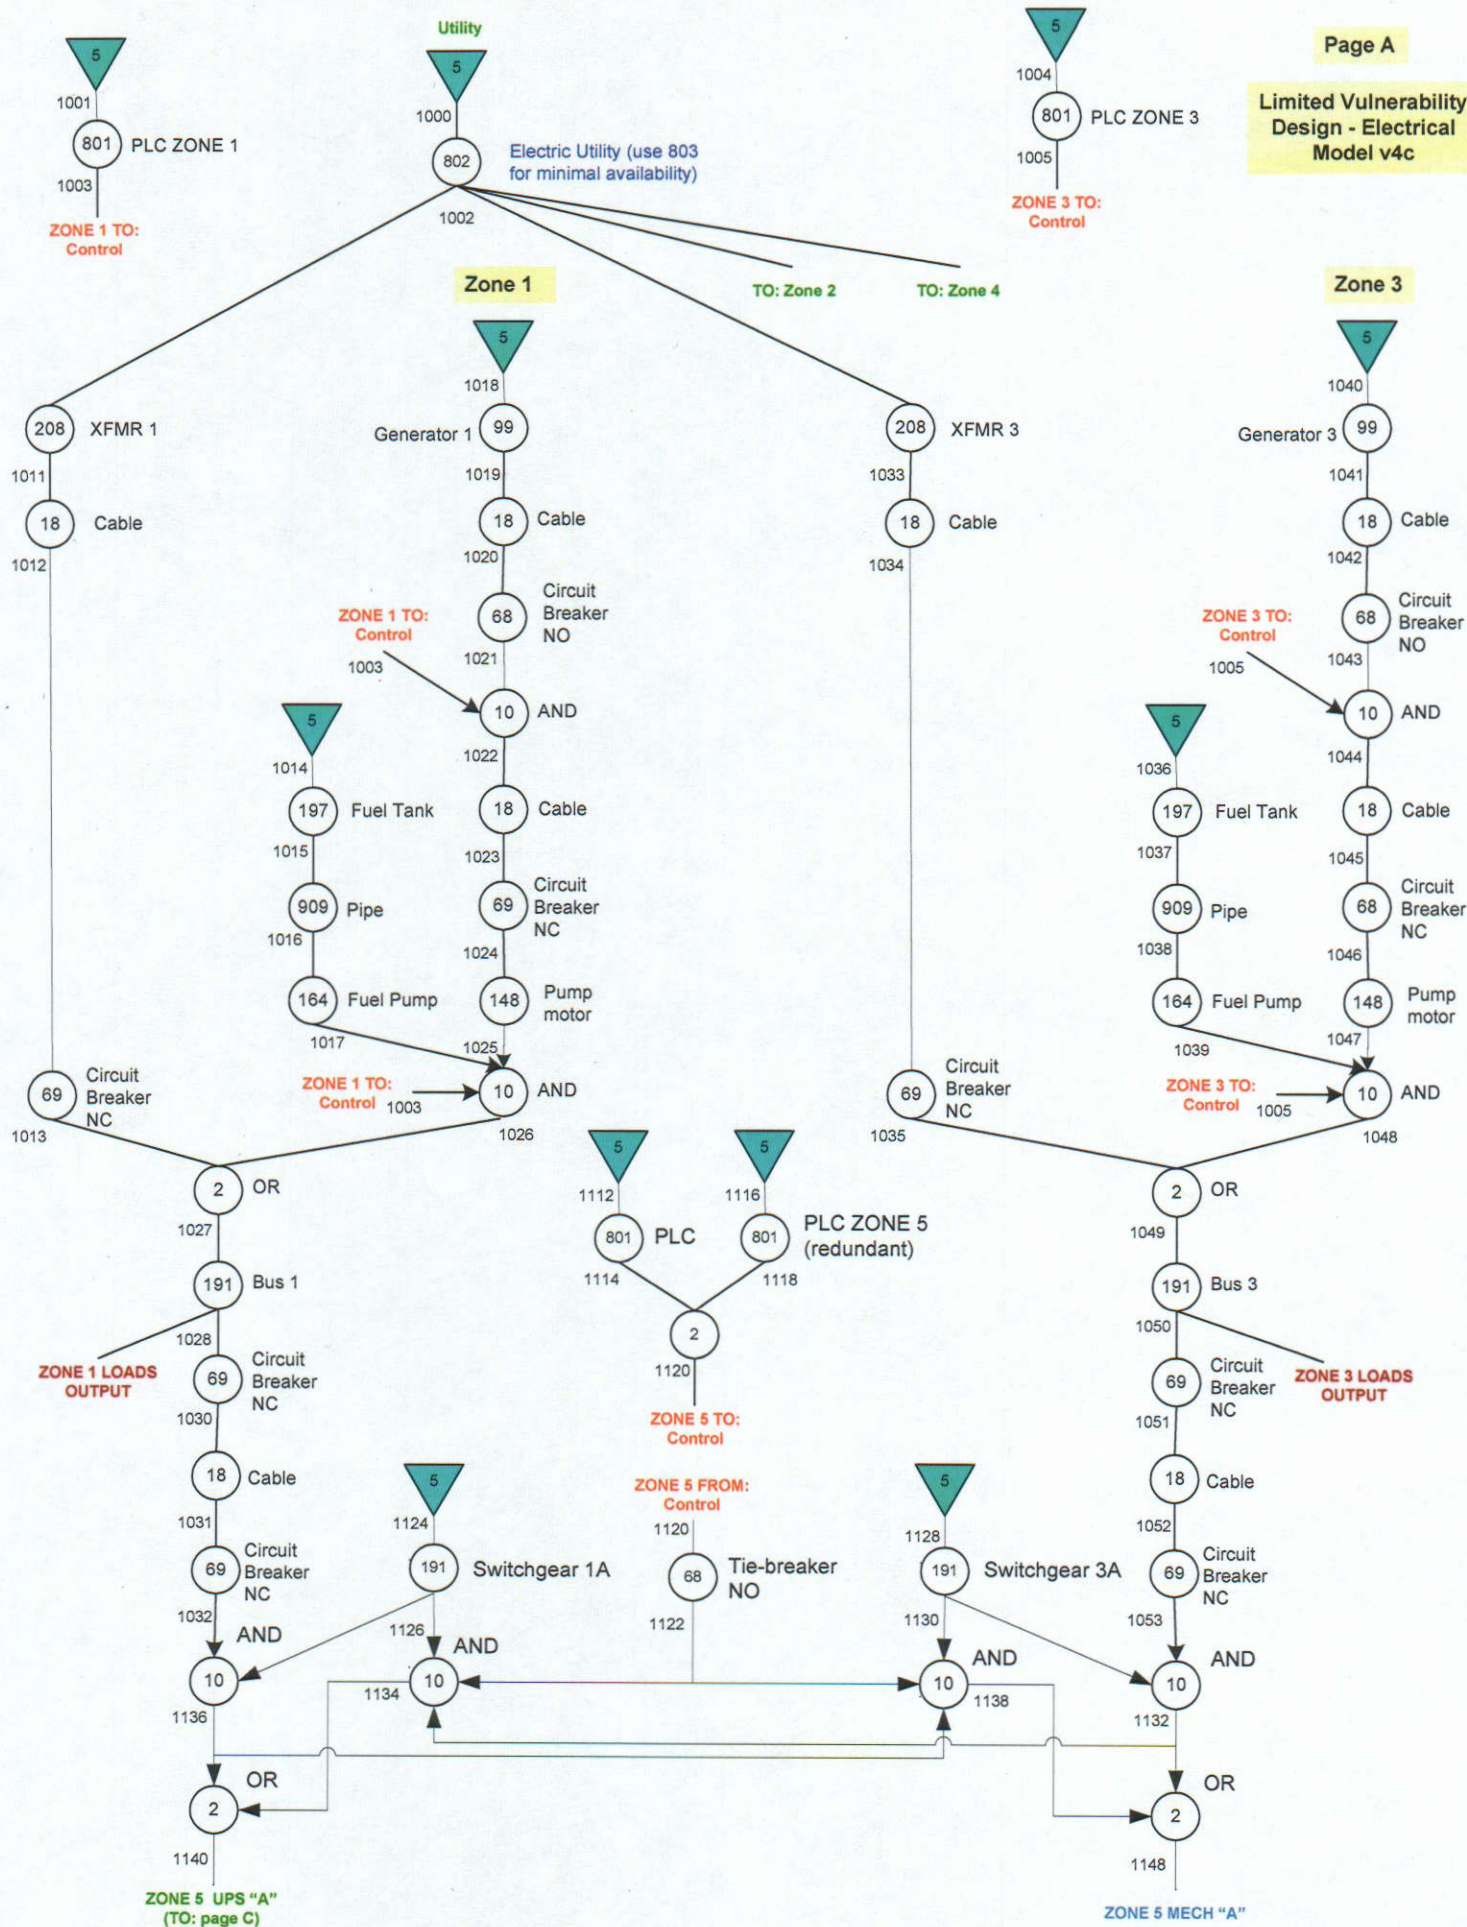 Utility
5
5
5
Page A
1001
1000
1004
801
PLC ZONE 1
802
Electric Utility (use 803
for minimal availability)
801
PLC ZONE 3
Limited Vulnerability
Design - Electrical
Model v4c
1003
1002
1005
ZONE 1 TO:
Control
ZONE 3 TO:
Control
Zone 1
TO: Zone 2
TO: Zone 4
Zone 3
5
5
1018
1040
208
XFMR 1
Generator 1
99
208
XFMR 3
Generator 3
99
1011
1019
1033
1041
18
Cable
18
Cable
18
Cable
18
Cable
1012
1020
1034
1042
ZONE 1 TO:
Control
68
Circuit
Breaker
NO
ZONE 3 TO:
Control
68
Circuit
Breaker
NO
1003
1021
1005
1043
5
10
AND
5
10
AND
1014
1022
1036
1044
197
Fuel Tank
18
Cable
197
Fuel Tank
18
Cable
1015
1023
1037
1045
909
Pipe
69
Circuit
Breaker
NC
909
Pipe
68
Circuit
Breaker
NC
1016
1024
1038
1046
164
Fuel Pump
148
Pump
motor
164
Fuel Pump
148
Pump
motor
1017
1025
1039
1047
69
Circuit
Breaker
NC
ZONE 1 TO:
Control
1003
10
AND
69
Circuit
Breaker
NC
ZONE 3 TO:
Control
1005
10
AND
1013
1026
1035
1048
5
5
2
OR
1112
1116
2
OR
1027
801
PLC
801
PLC ZONE 5
(redundant)
1049
191
Bus 1
1114
1118
191
Bus 3
1028
2
1050
ZONE 1 LOADS
OUTPUT
69
Circuit
Breaker
NC
1120
69
Circuit
Breaker
NC
ZONE 3 LOADS
OUTPUT
1030
ZONE 5 TO:
Control
1051
18
Cable
5
ZONE 5 FROM:
Control
5
18
Cable
1031
1124
1120
1128
1052
69
Circuit
Breaker
NC
191
Switchgear 1A
68
Tie-breaker
NO
191
Switchgear 3A
69
Circuit
Breaker
NC
1032
1126
1122
1130
1053
AND
AND
AND
AND
10
10
10
10
1136
1134
1138
1132
OR
OR
2
2
1140
1148
ZONE 5 UPS “A”
(TO: page C)
ZONE 5 MECH “A”